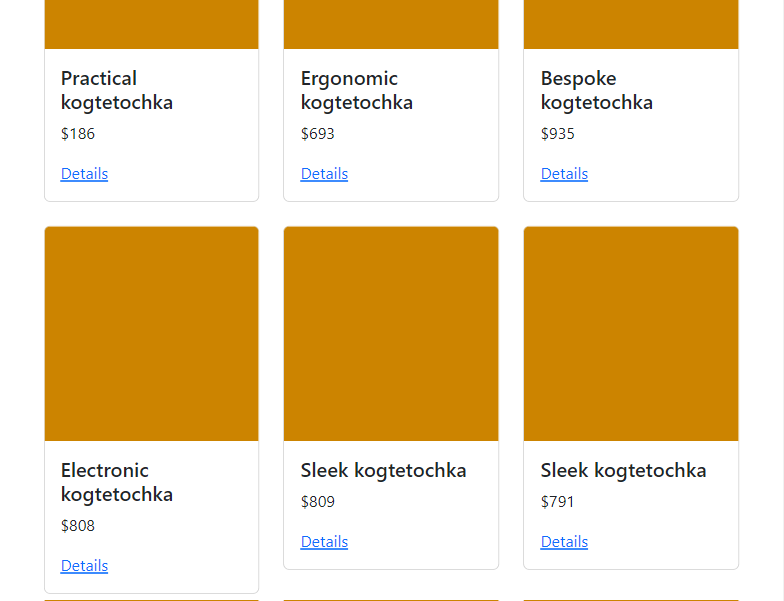 Practical
kogtetochka
$186
Details
Ergonomic
kogtetochka
$693
Details
Bespoke
kogtetochka
$935
Details
Electronic
kogtetochka
$808
Details
Sleek kogtetochka
$809
Details
Sleek kogtetochka
$791
Details